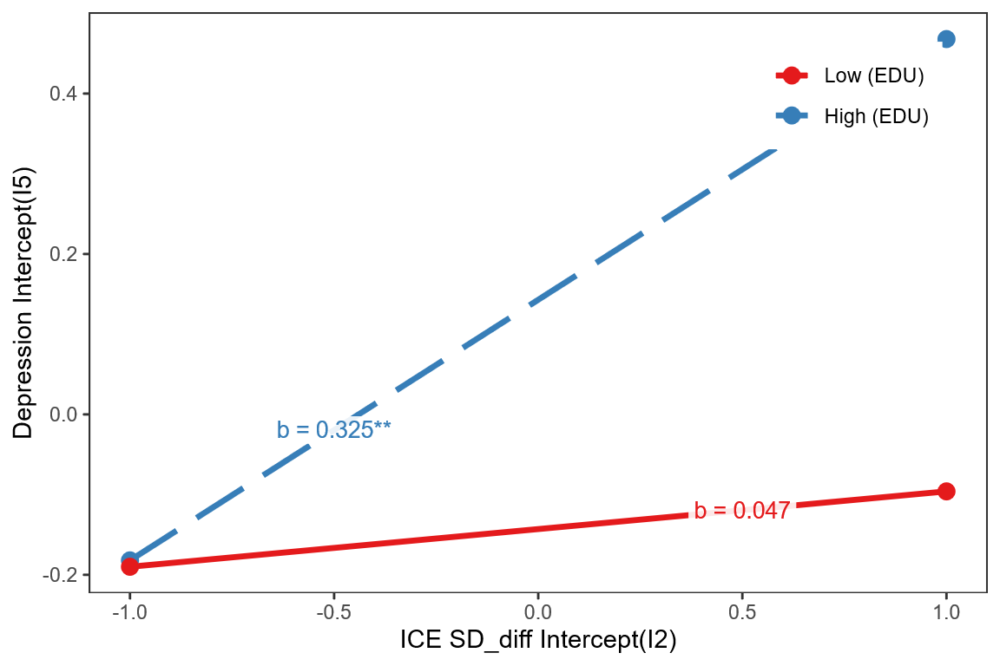 Depression Intercept(I5)
0.4
0.2
0.0
-0.2
Low (EDU)
High (EDU)
b = 0.325**
b = 0.047
-1.0
-0.5
0.0
0.5
1.0
ICE SD_diff Intercept(I2)